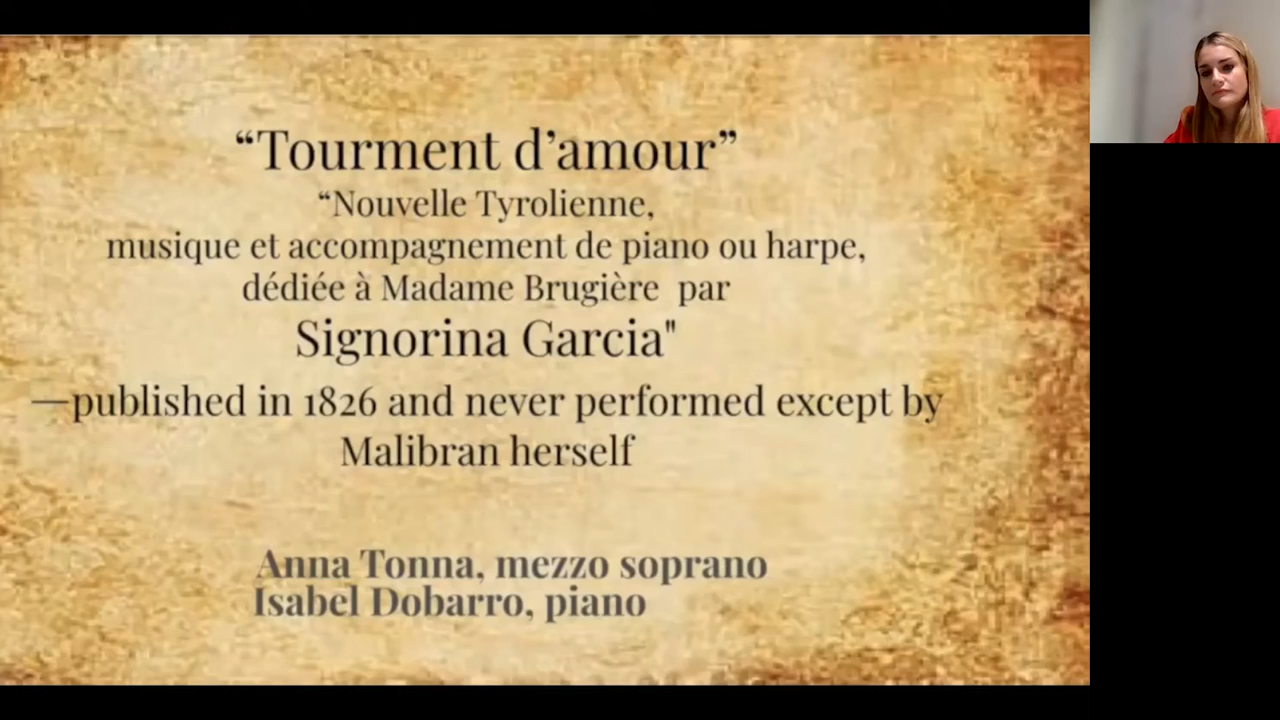 “Tourment d’amour”
“Nouvelle Tyrolienne,
musique et accompagnement de piano ou harpe,
dédiée à Madame Brugière par
Signorina Garcia"
—published in 1826 and never performed except by
Malibran herself
Anna Tonna, mezzo soprano
Isabel Dobarro, piano